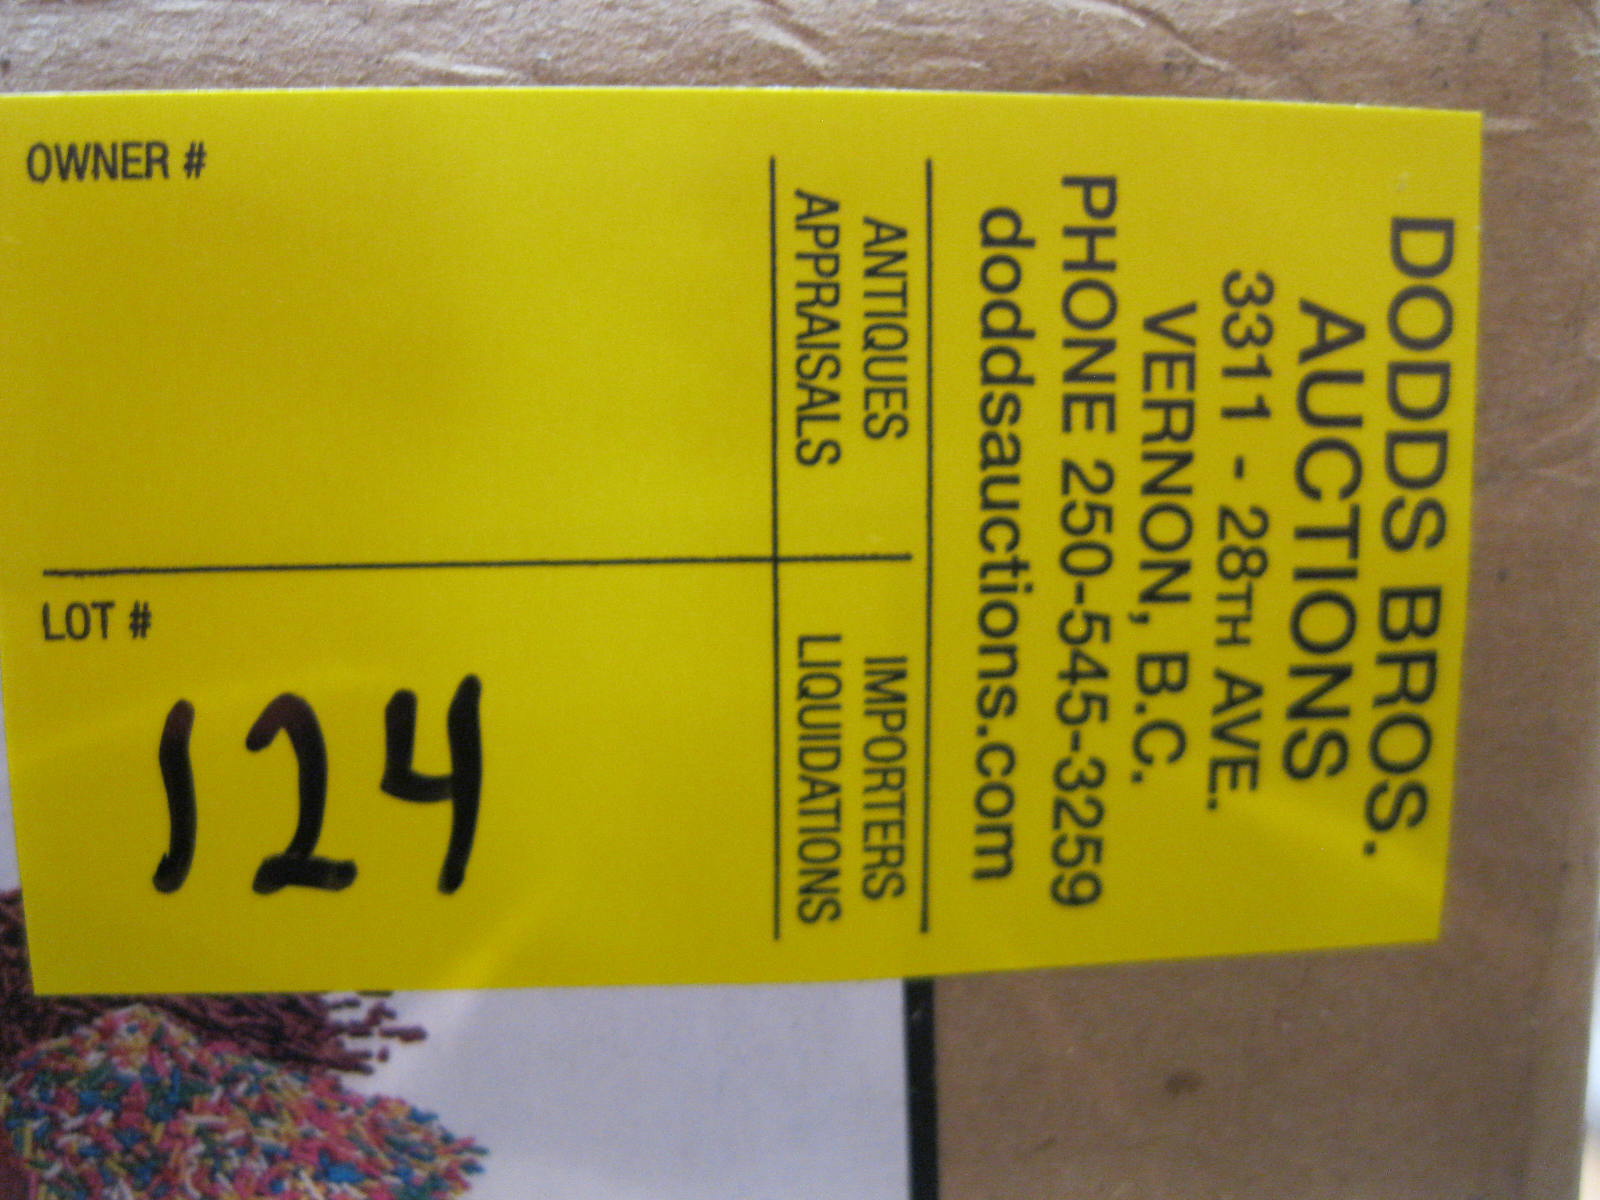 DODDS BROS.
AUCTIONS
3311 - 28TH AVE.
VERNON, B.C.
PHONE 250-545-3259
doddsauctions.com
ANTIQUES
APPRAISALS
IMPORTERS
LIQUIDATIONS
OWNER #
LOT #
124